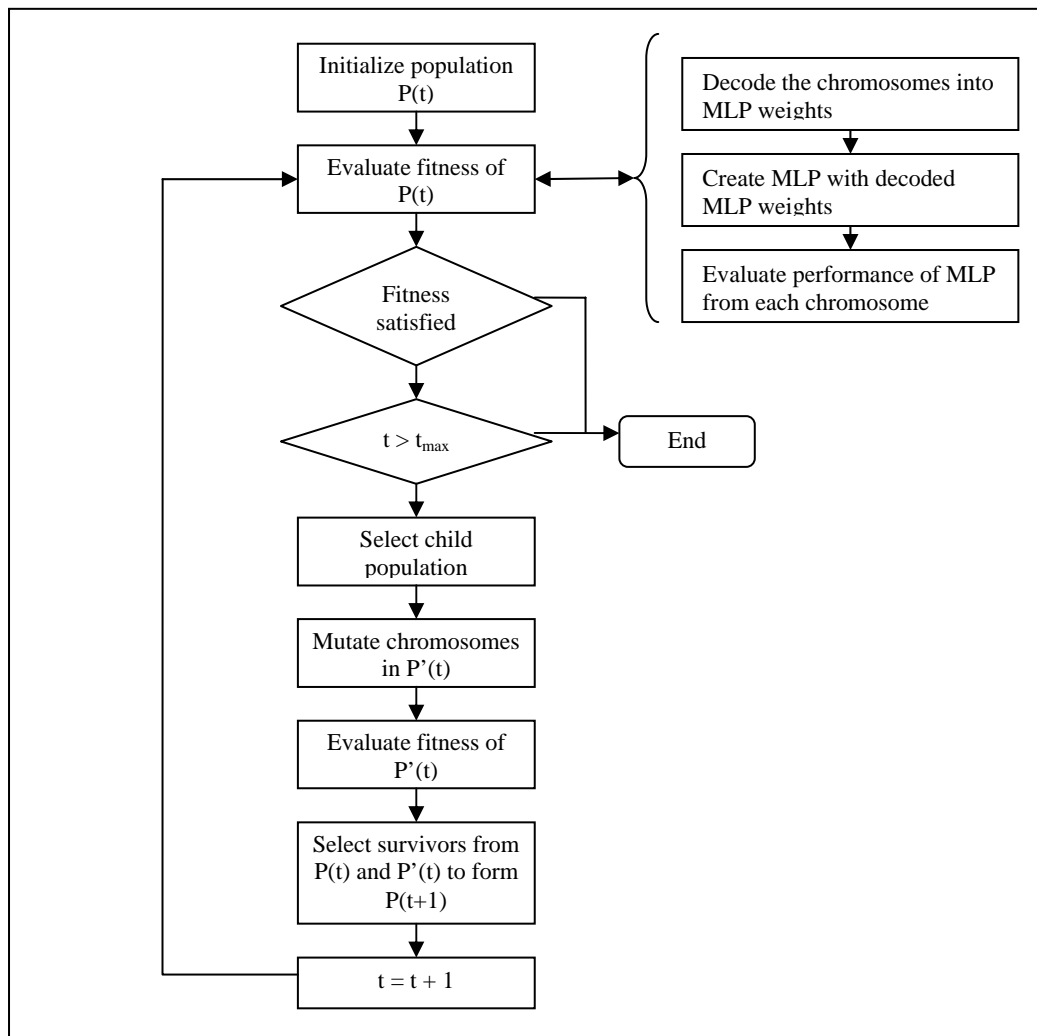 Initialize population
P(t)
Decode the chromosomes into
MLP weights
Evaluate fitness of
P(t)
Create MLP with decoded
MLP weights
Evaluate performance of MLP
from each chromosome
Fitness
satisfied
t > tmax
End
Select child
population
Mutate chromosomes
in P’(t)
Evaluate fitness of
P’(t)
Select survivors from
P(t) and P’(t) to form
P(t+1)
t = t + 1